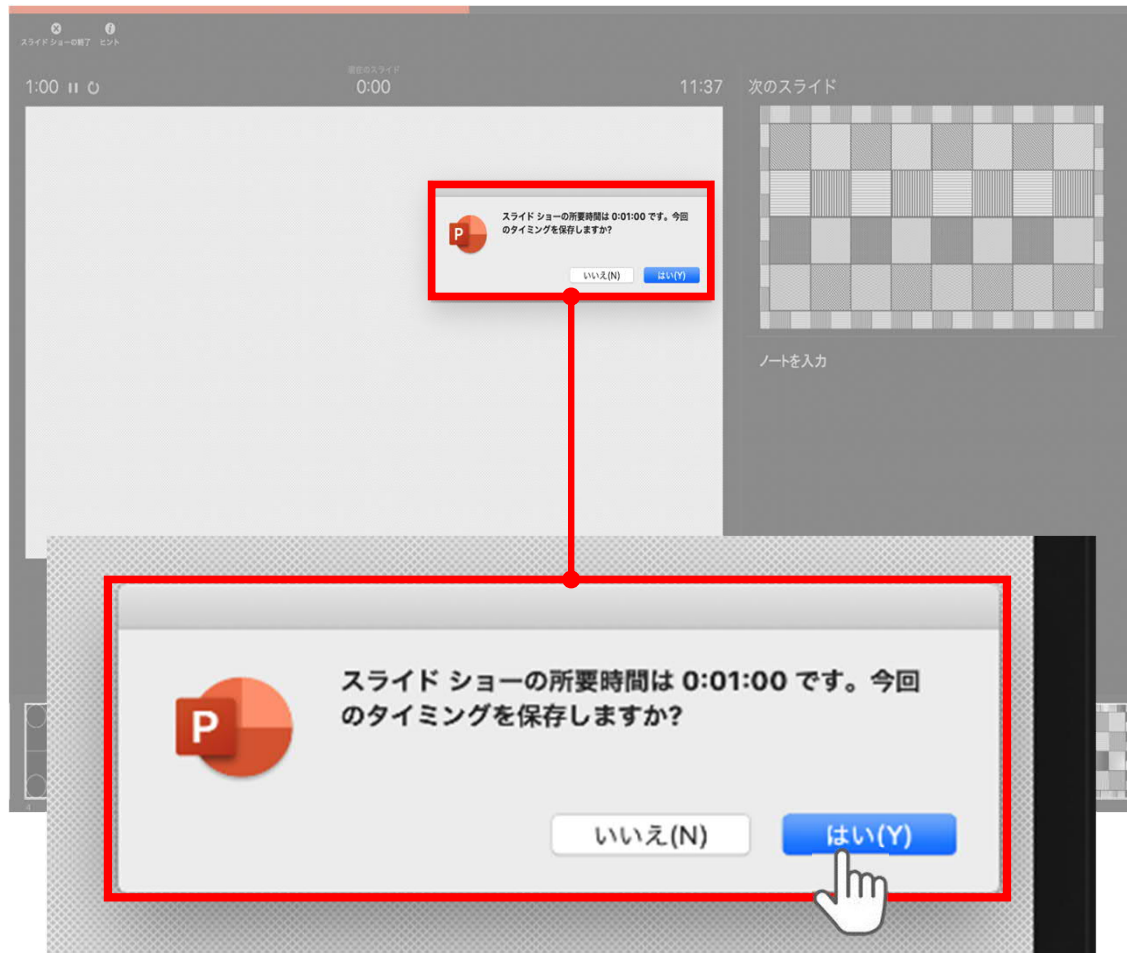 スライド ショーの終了 ヒント
1:00
現在のスライド
0:00
11:37
次のスライド
スライド ショーの所要時間は 0:01:00 です。今回
のタイミングを保存しますか?
いいえ(N) はい(Y)
P
ノートを入力
スライド ショーの所要時間は 0:01:00 です。今回
のタイミングを保存しますか?
P
いいえ(N) はい(Y)
4